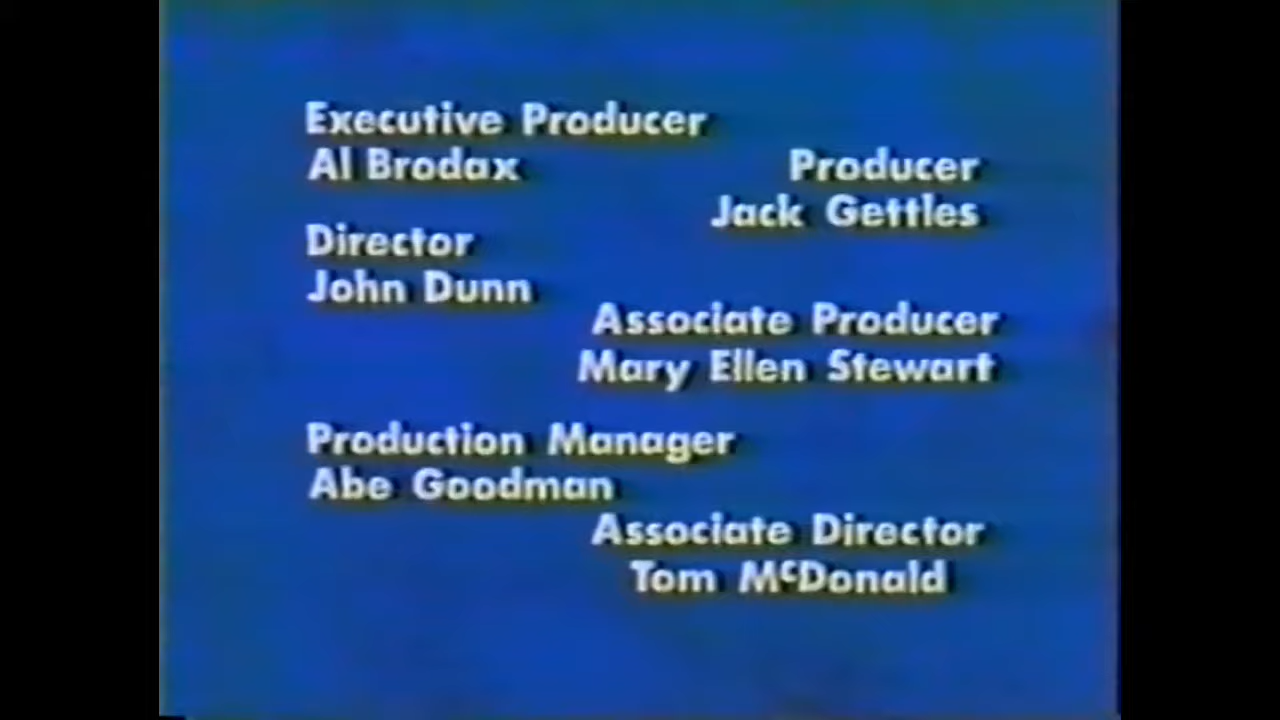 Executive Producer
Al Brodax
Producer
Jack Gettles
Director
John Dunn
Associate Producer
Mary Ellen Stewart
Production Manager
Abe Goodman
Associate Director
Tom McDonald